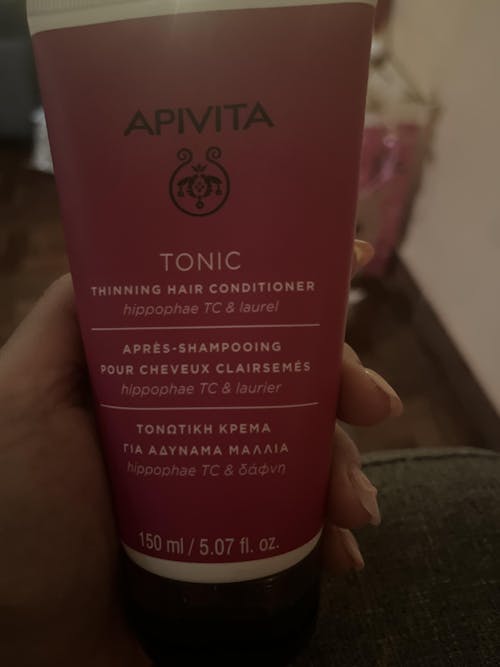 APIVITA
TONIC
THINNING HAIR CONDITIONER
hippophae TC & laurel
APRÈS-SHAMPOOING
POUR CHEVEUX CLAIRSEMÉS
hippophae TC & laurier
ΤΟΝΩΤΙΚΗ ΚΡΕΜΑ
ΓΙΑ ΑΔΥΝΑΜΑ ΜΑΛΛΙΑ
hippophae TC & δάφνη
150 ml / 5.07 fl. oz.